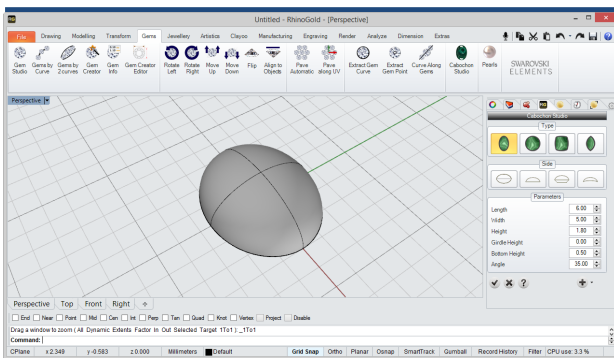 Untitled - RhinoGold - [Perspective]
File Drawing Modelling Transform Gems Jewellery Artistics Clayoo Manufacturing Engraving Render Analyze Dimension Extras
Gem Studio
Gems by Curve
Gems by 2 curves
Gem Creator
Gem Info
Gem Creator Editor
Rotate Left
Rotate Right
Move Up
Move Down
Flip
Align to Objects
Pave Automatic
Pave along UV
Extract Gem Curve
Extract Gem Point
Curve Along Gems
Cabochon Studio
Pearls
SWAROVSKI
ELEMENTS
Perspective
Cabochon Studio
Type
Side
Parameters
Length 6.00
Width 5.00
Height 1.80
Girdle Height 0.00
Bottom Height 0.50
Angle 35.00
Perspective Top Front Right
End Near Point Mid Cen Int Perp Tan Quad Knot Vertex Project Disable
Drag a window to zoom ( All Dynamic Extents Factor In Out Selected Target 1To1 ): _1To1
Command:
CPlane x 2.349 y -0.583 z 0.000 Millimeters Default Grid Snap Ortho Planar Osnap SmartTrack Gumball Record History Filter CPU use: 3.3 %